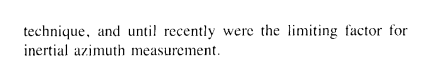 technique, and until recently were the limiting factor for
inertial azimuth measurement.